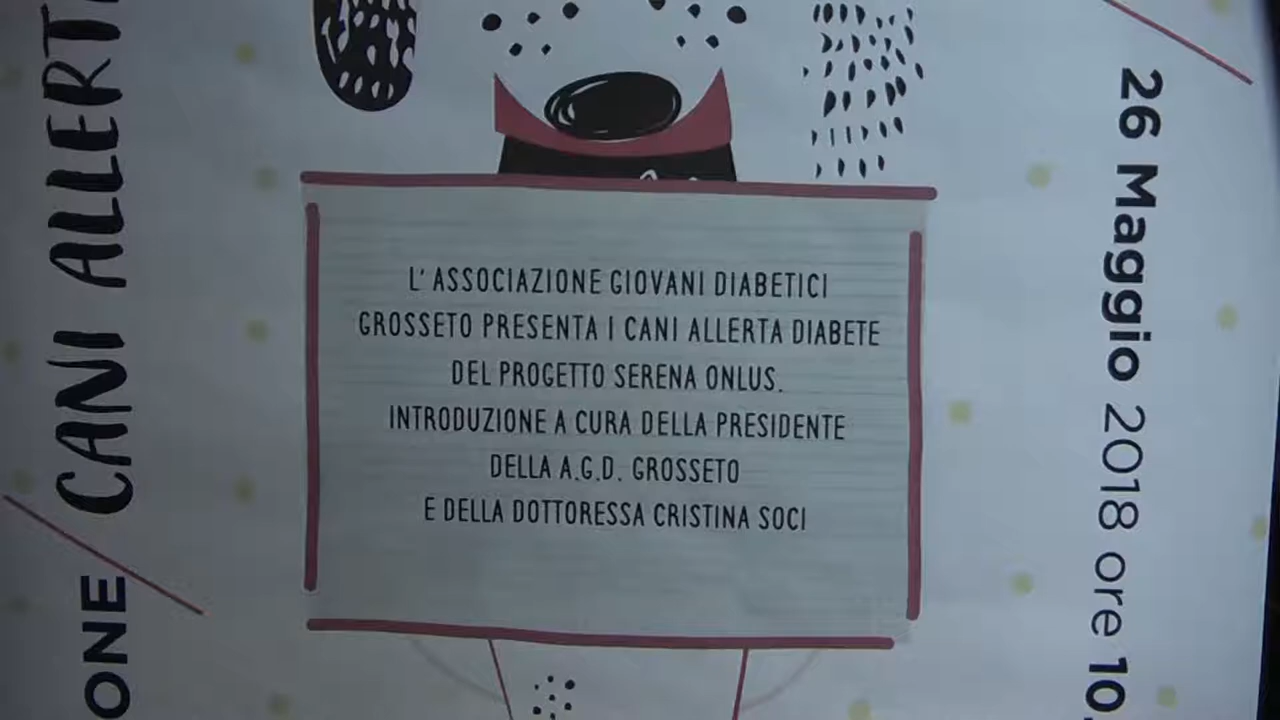 CANI ALLERT
ONE
L' ASSOCIAZIONE GIOVANI DIABETICI
GROSSETO PRESENTA I CANI ALLERTA DIABETE
DEL PROGETTO SERENA ONLUS.
INTRODUZIONE A CURA DELLA PRESIDENTE
DELLA A.G.D. GROSSETO
E DELLA DOTTORESSA CRISTINA SOCI
26 Maggio 2018 ore 10.